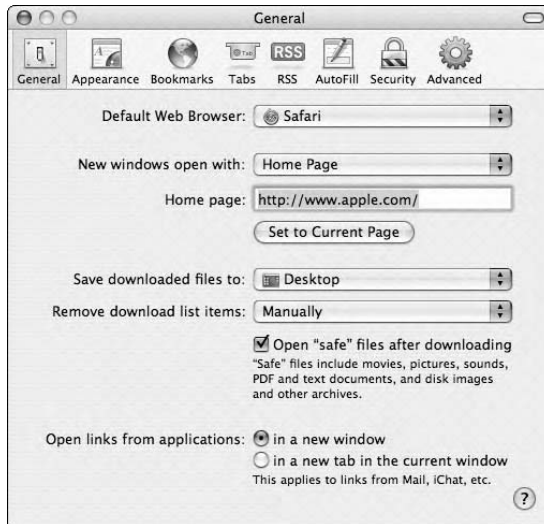 General
RSS
General Appearance Bookmarks Tabs RSS AutoFill Security Advanced
Default Web Browser: Safari
New windows open with: Home Page
Home page: http://www.apple.com/
Set to Current Page
Save downloaded files to: Desktop
Remove download list items: Manually
Open “safe” files after downloading
“Safe” files include movies, pictures, sounds,
PDF and text documents, and disk images
and other archives.
Open links from applications: in a new window
in a new tab in the current window
This applies to links from Mail, iChat, etc.
?